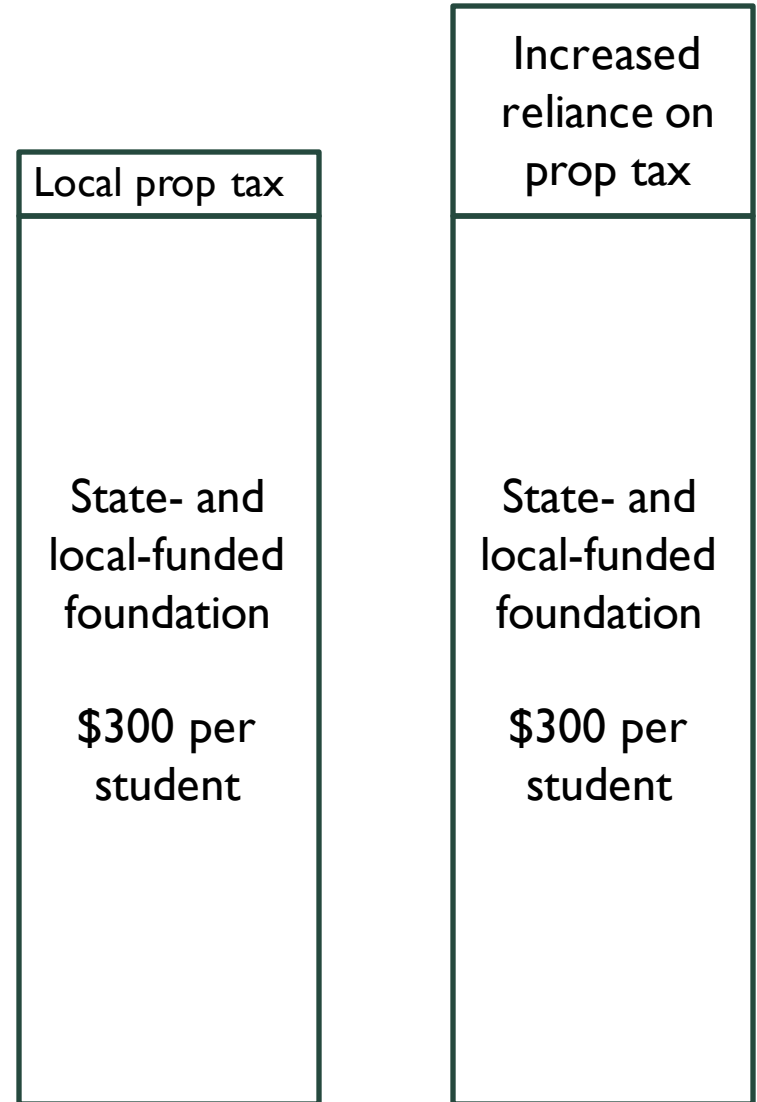 Local prop tax
State- and
local-funded
foundation
$300 per
student
Increased
reliance on
prop tax
State- and
local-funded
foundation
$300 per
student